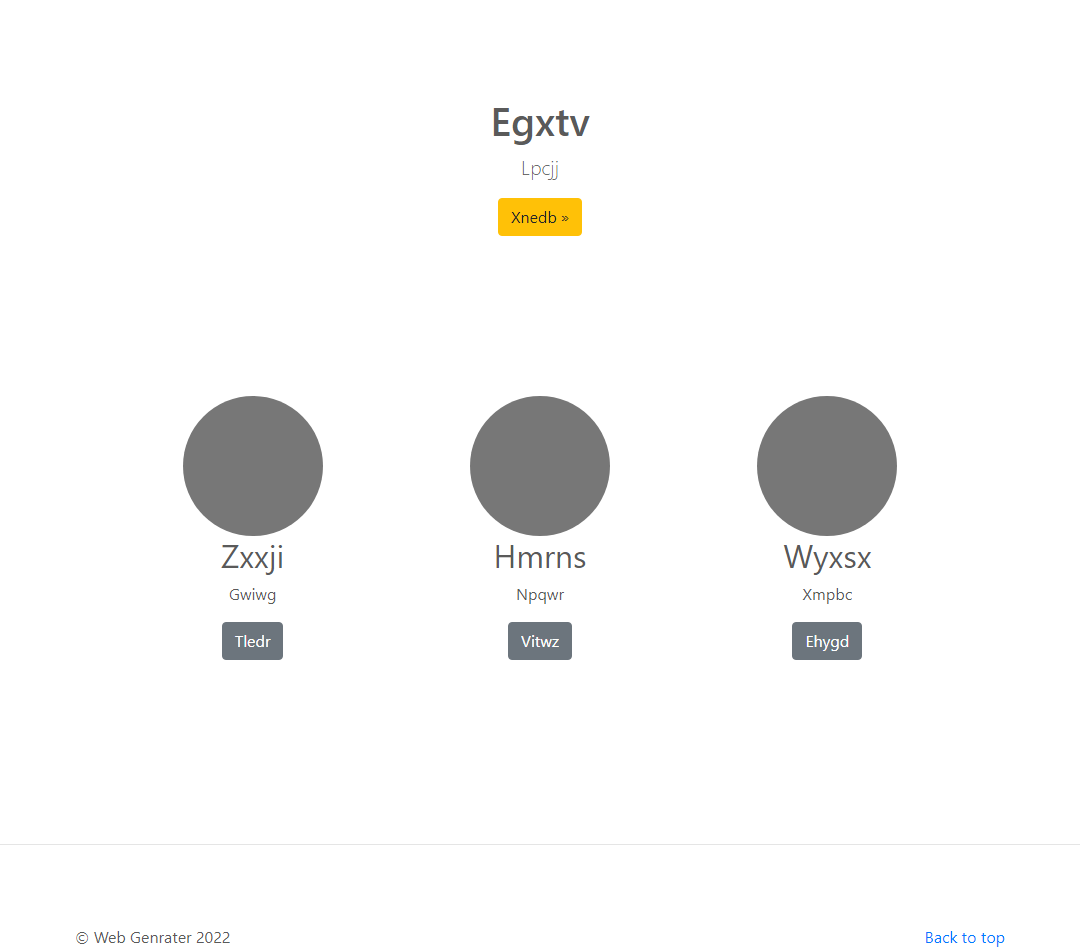 Egxtv
Lpcjj
Xnedb »
Zxxji
Hmrns
Wyxsx
Gwiwg
Npqwr
Xmpbc
Tledr
Vitwz
Ehygd
© Web Genrater 2022
Back to top